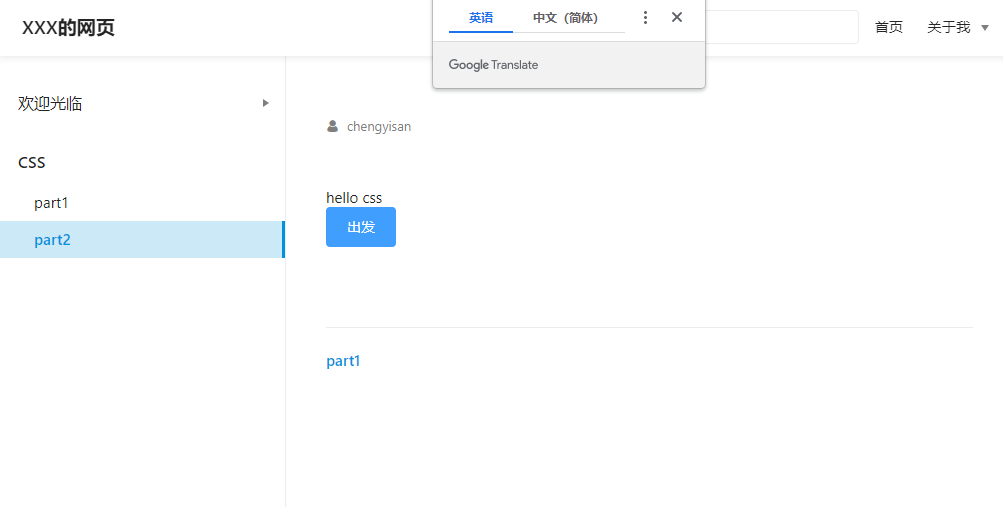 XXX的网页
英语
中文（简体）
首页
关于我
Google Translate
欢迎光临
chengyisan
CSS
part1
part2
hello css
出发
part1